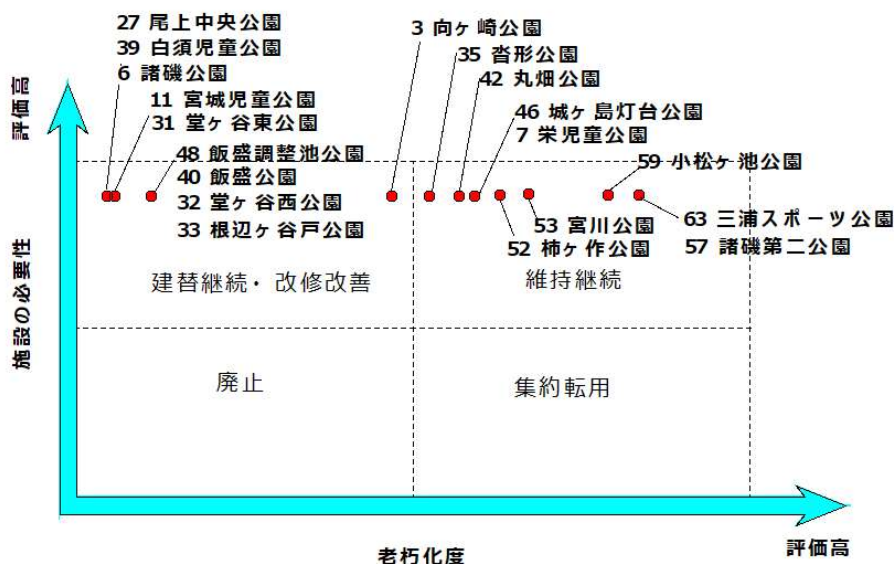 27 尾上中央公園
39 白須児童公園
6 諸磯公園
11 宮城児童公園
31 堂ヶ谷東公園
48 飯盛調整池公園
40 飯盛公園
32 堂ヶ谷西公園
33 根辺ヶ谷戸公園
3 向ヶ崎公園
35 沓形公園
42 丸畑公園
46 城ヶ島灯台公園
7 栄児童公園
59 小松ヶ池公園
53 宮川公園
52 柿ヶ作公園
63 三浦スポーツ公園
57 諸磯第二公園
評価高
施設の必要性
建替継続・改修改善
維持継続
廃止
集約転用
老朽化度
評価高